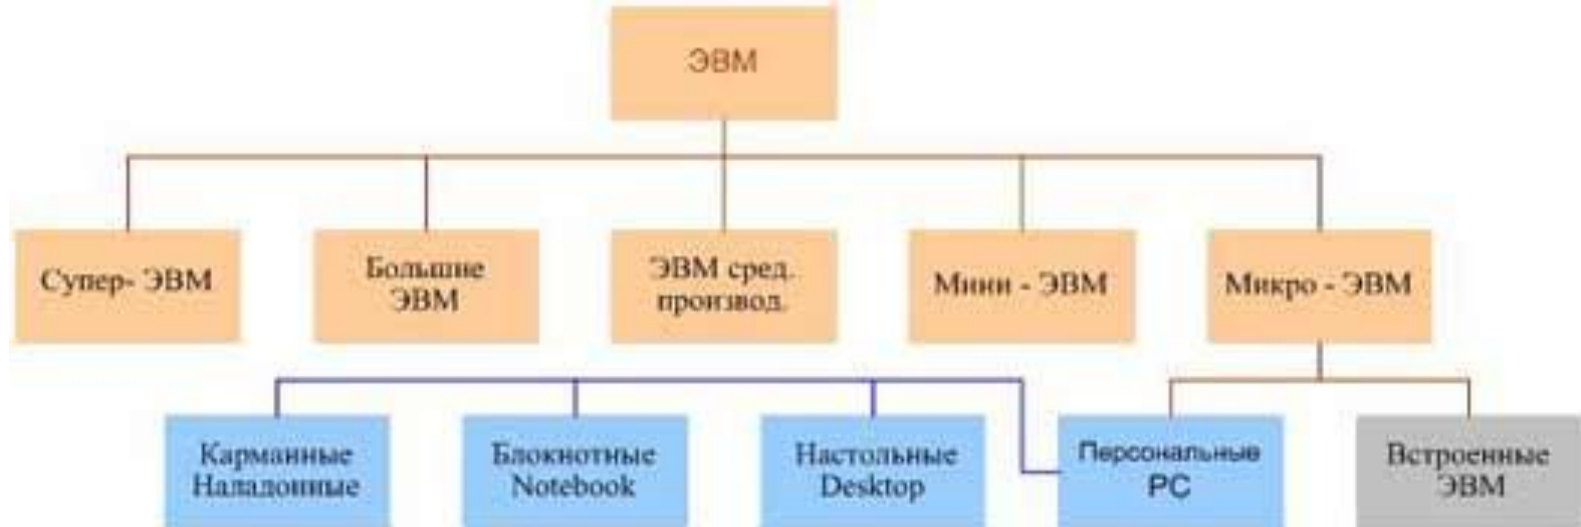 ЭВМ
Супер- ЭВМ
Большие
ЭВМ
ЭВМ сред.
производ.
Мини - ЭВМ
Микро - ЭВМ
Карманные
Наладонные
Блокнотные
Notebook
Настольные
Desktop
Персональные
PC
Встроенные
ЭВМ